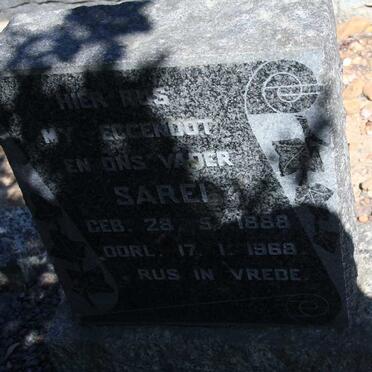 HIER RUS
MY EGGENOOT
EN ONS VADER
SAREL
GEB. 28. 5. 1888
OORL. 17. 1. 1968
RUS IN VREDE